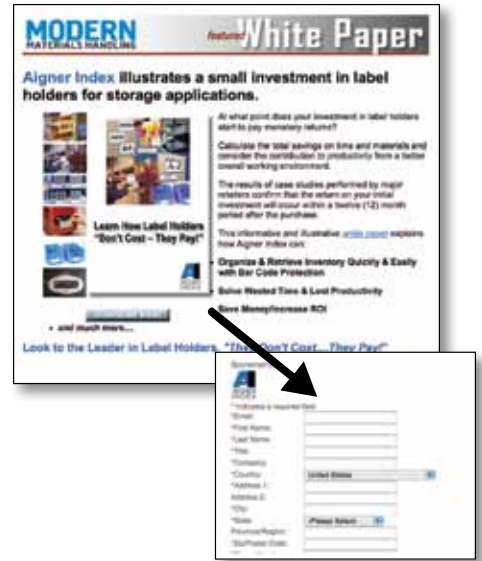 MODERN
MATERIALS HANDLING
featured White Paper
Aigner Index illustrates a small investment in label
holders for storage applications.
At what point does your investment in label holders
start to pay monetary returns?
Calculate the total savings on time and materials and
consider the contribution to productivity from a better
overall working environment.
The results of case studies performed by major
retailers confirm that the return on your initial
investment will occur within a twelve (12) month
period after the purchase.
This informative and illustrative white paper explains
how Aigner Index can:
Learn How Label Holders
"Don't Cost – They Pay!"
Organize & Retrieve Inventory Quickly & Easily
with Bar Code Protection
Solve Wasted Time & Lost Productivity
Save Money/Increase ROI
• and much more...
Look to the Leader in Label Holders, "They Don't Cost...They Pay!"
AIGNER
INDEX
*indicates a required field
*Email:
*First Name:
*Last Name:
*Title:
*Company:
*Country: United States
*Address 1:
Address 2:
*City:
*State: -Please Select-
Province/Region:
*Zip/Postal Code: